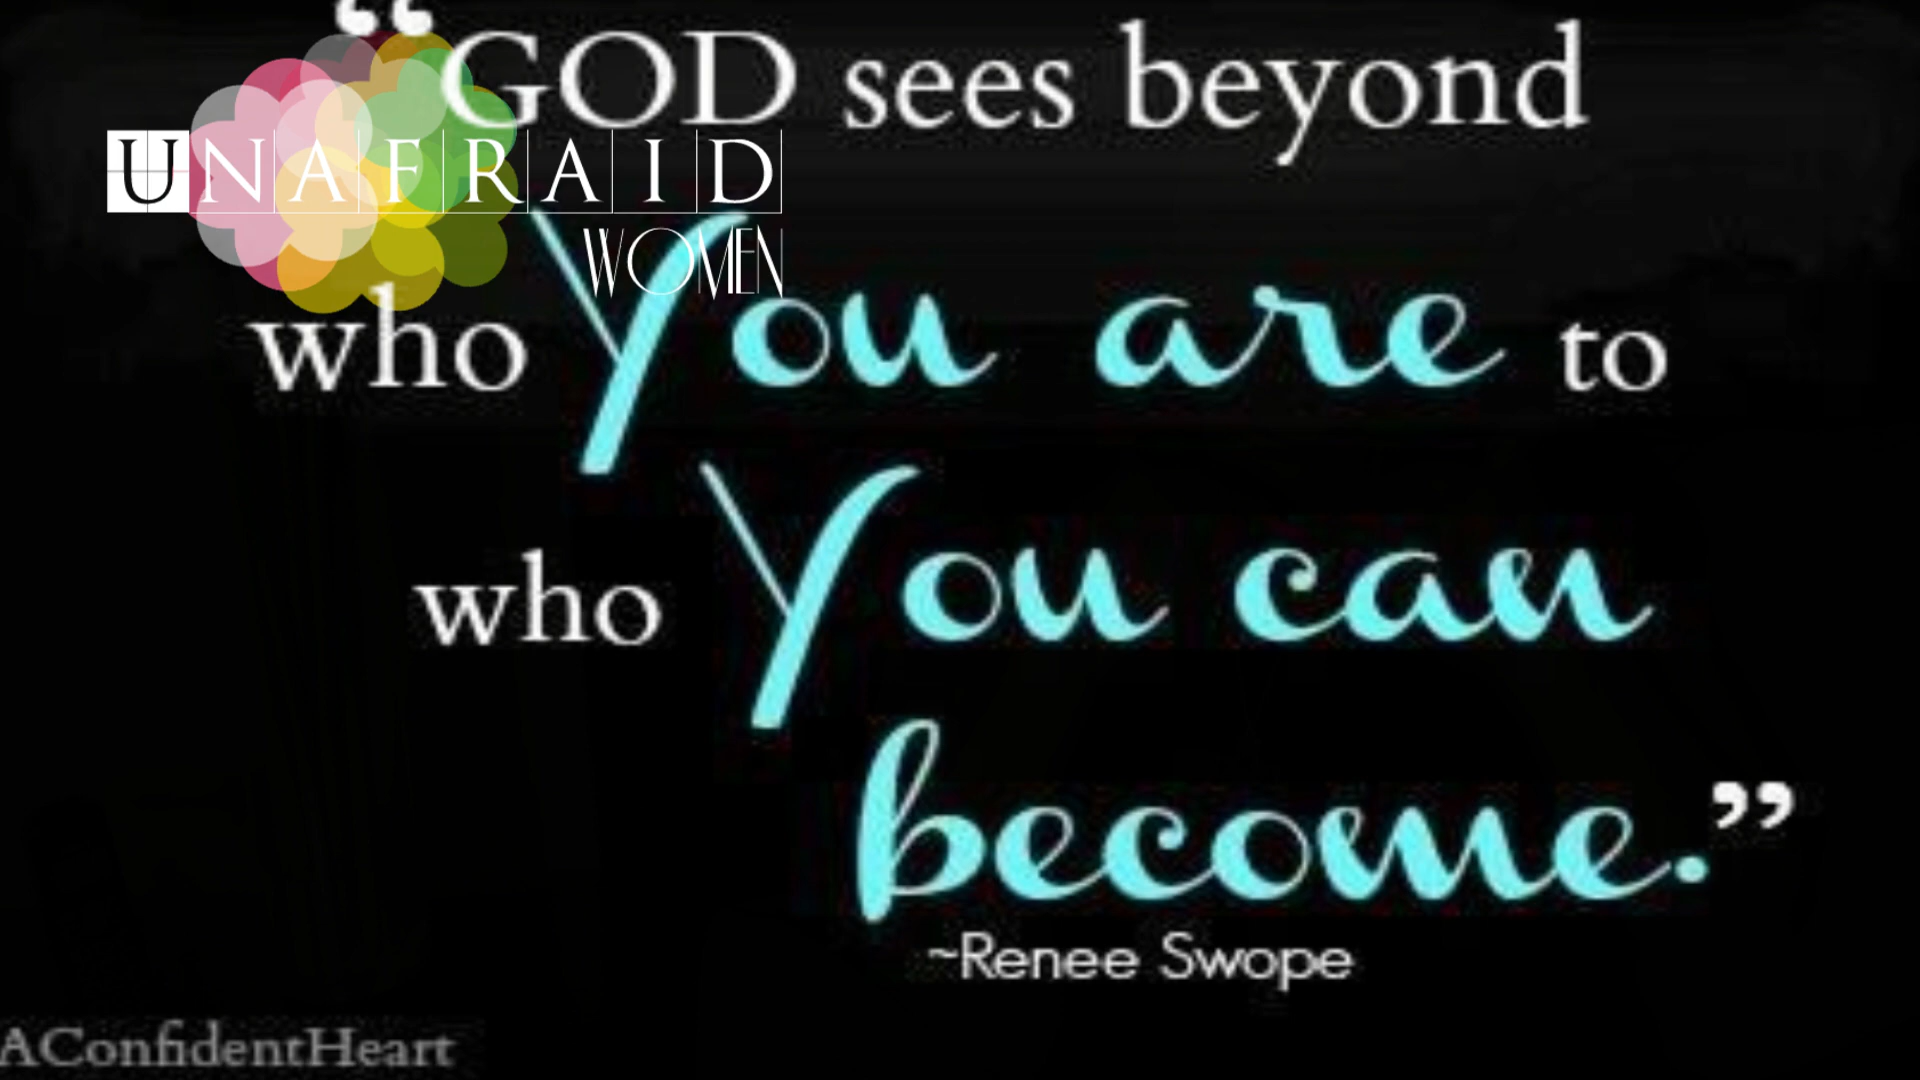 “GOD sees beyond
UNAFRAID
WOMEN
who You are to
who You can
become.”
~Renee Swope
AConfidentHeart